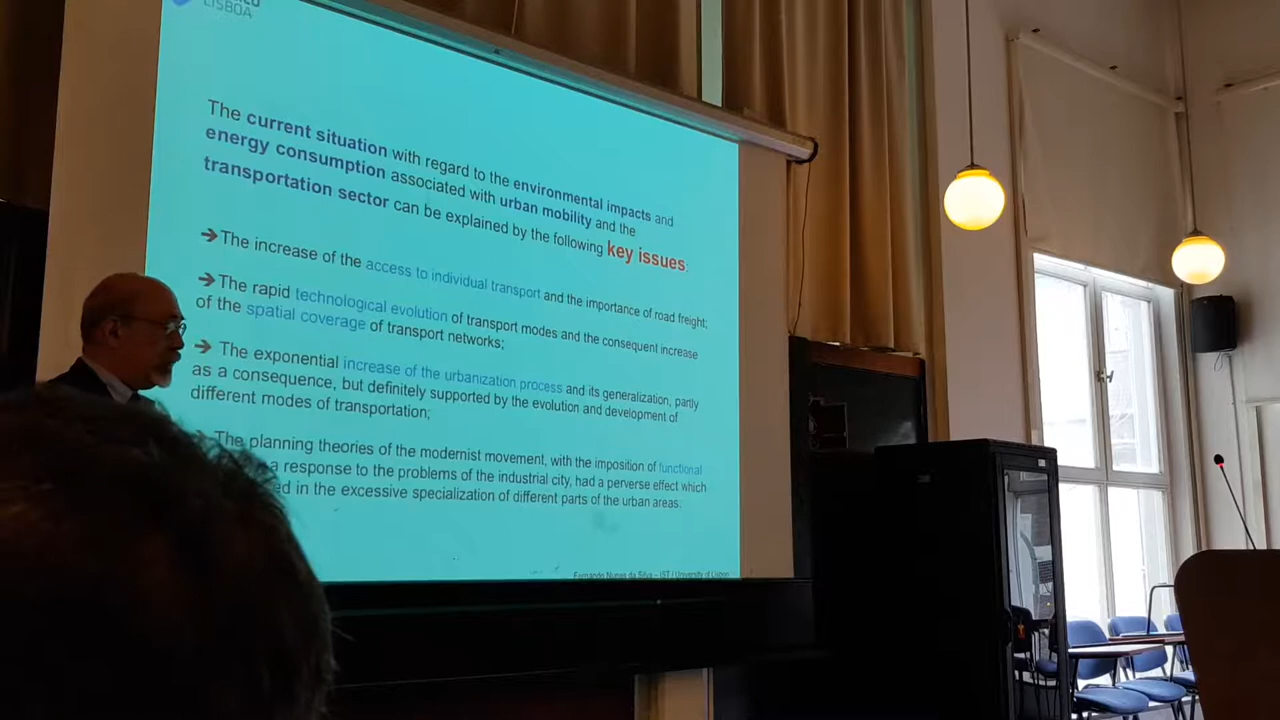 LISBOA
The current situation with regard to the environmental impacts and
energy consumption associated with urban mobility and the
transportation sector can be explained by the following key issues:
➔The increase of the access to individual transport and the importance of road freight;
➔The rapid technological evolution of transport modes and the consequent increase
of the spatial coverage of transport networks;
➔ The exponential increase of the urbanization process and its generalization, partly
as a consequence, but definitely supported by the evolution and development of
different modes of transportation;
The planning theories of the modernist movement, with the imposition of functional
a response to the problems of the industrial city, had a perverse effect which
in the excessive specialization of different parts of the urban areas.
Fernando Nunes da Silva – IST / University of Lisbon